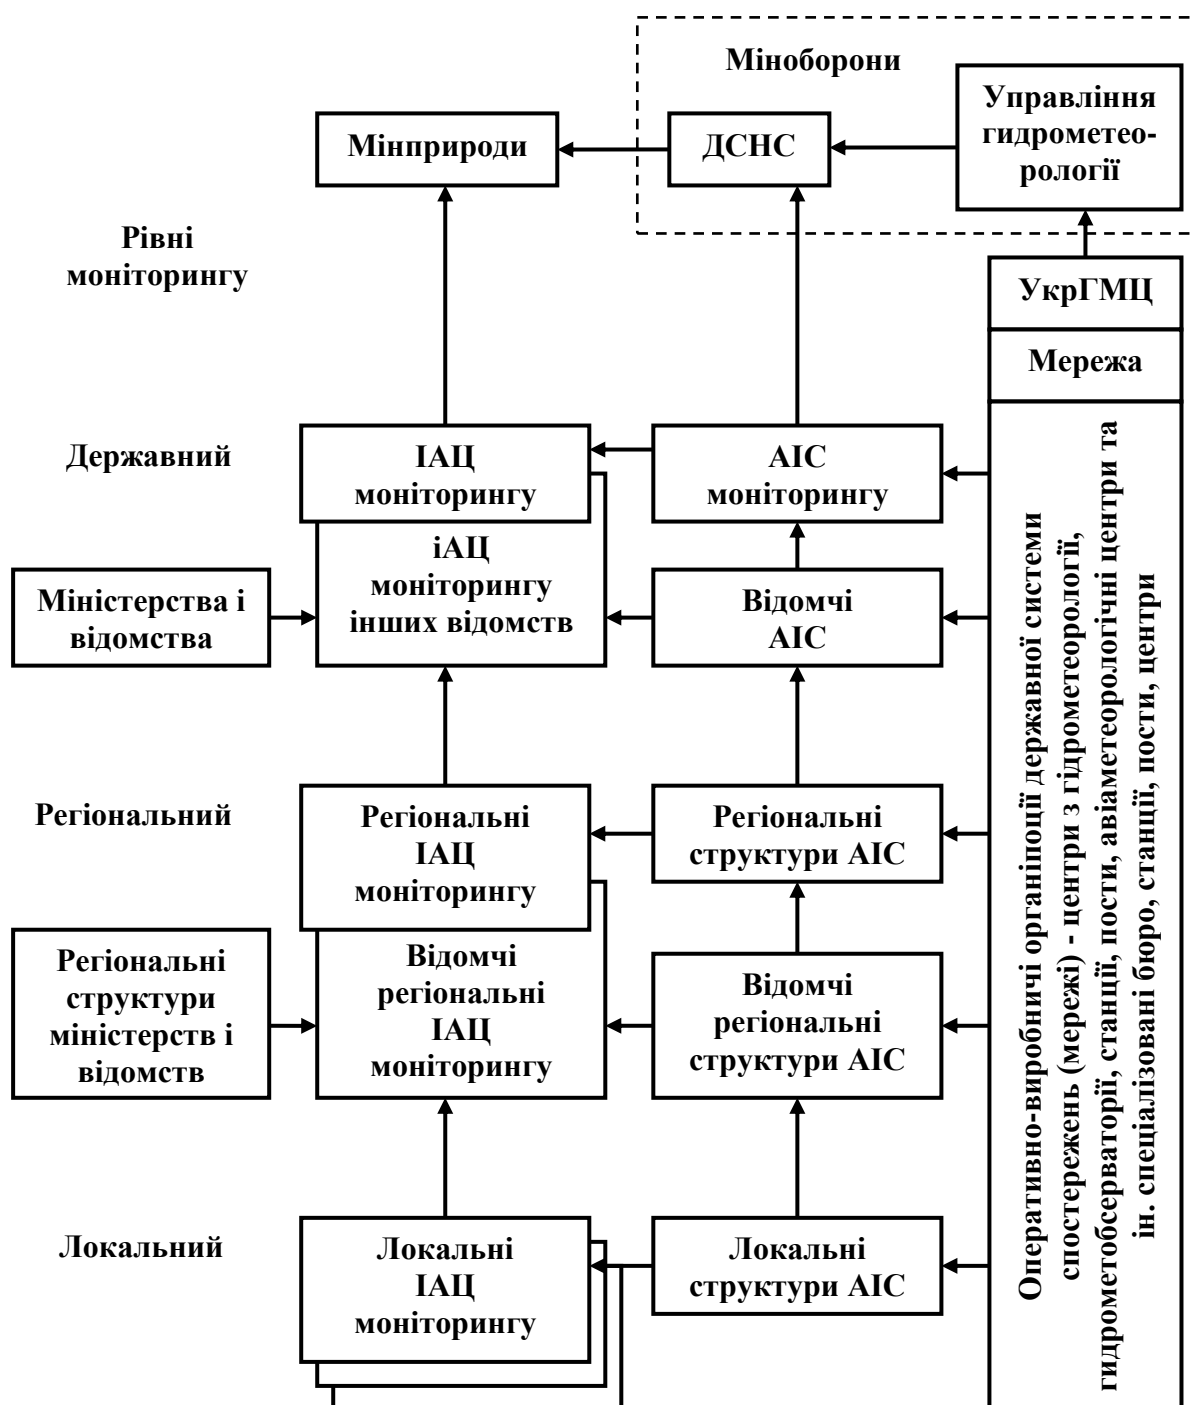 Міноборони
Управління
гидрометео-
рології
Мінприроди
ДСНС
Рівні
моніторингу
УкрГМЦ
Мережа
Державний
ІАЦ
моніторингу
АІС
моніторингу
іАЦ
моніторингу
інших відомств
Міністерства і
відомства
Відомчі
АІС
Регіональний
Регіональні
ІАЦ
моніторингу
Регіональні
структури АІС
Регіональні
структури
міністерств і
відомств
Відомчі
регіональні
ІАЦ
моніторингу
Відомчі
регіональні
структури АІС
Локальний
Локальні
ІАЦ
моніторингу
Локальні
структури АІС
Оперативно-виробничі органіпоції державної системи
спостережень (мережі) - центри з гідрометеорології,
гидрометобсерваторії, станції, пости, авіаметеорологічні центри та
ін. спеціалізовані бюро, станції, пости, центри